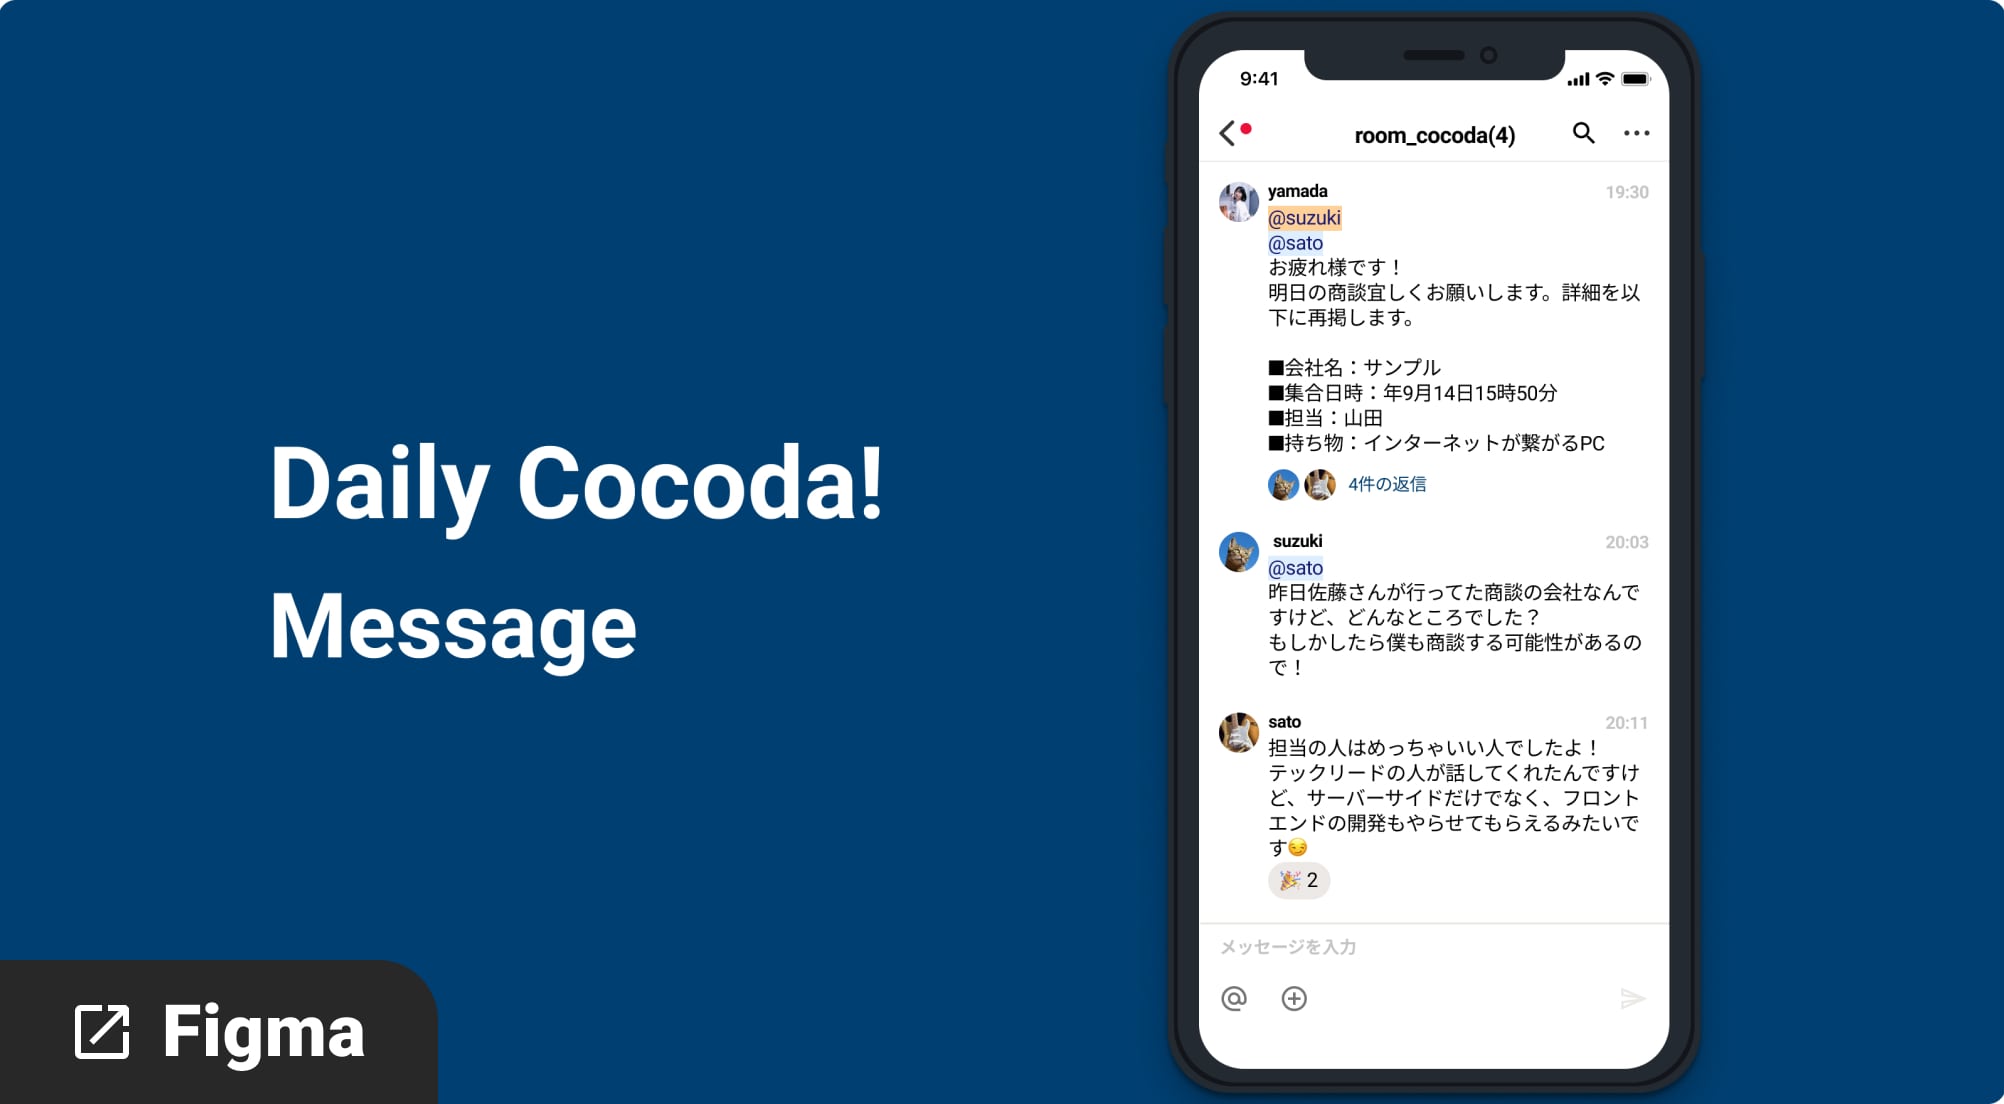 Daily Cocoda!
Message
Figma
9:41
room_cocoda(4)
yamada 19:30
@suzuki
@sato
お疲れ様です！
明日の商談宜しくお願いします。詳細を以
下に再掲します。
■会社名：サンプル
■集合日時：年9月14日15時50分
■担当：山田
■持ち物：インターネットが繋がるPC
4件の返信
suzuki 20:03
@sato
昨日佐藤さんが行ってた商談の会社なんで
すけど、どんなところでした？
もしかしたら僕も商談する可能性があるの
で！
sato 20:11
担当の人はめっちゃいい人でしたよ！
テックリードの人が話してくれたんですけ
ど、サーバーサイドだけでなく、フロント
エンドの開発もやらせてもらえるみたいで
す😏
🎉 2
メッセージを入力